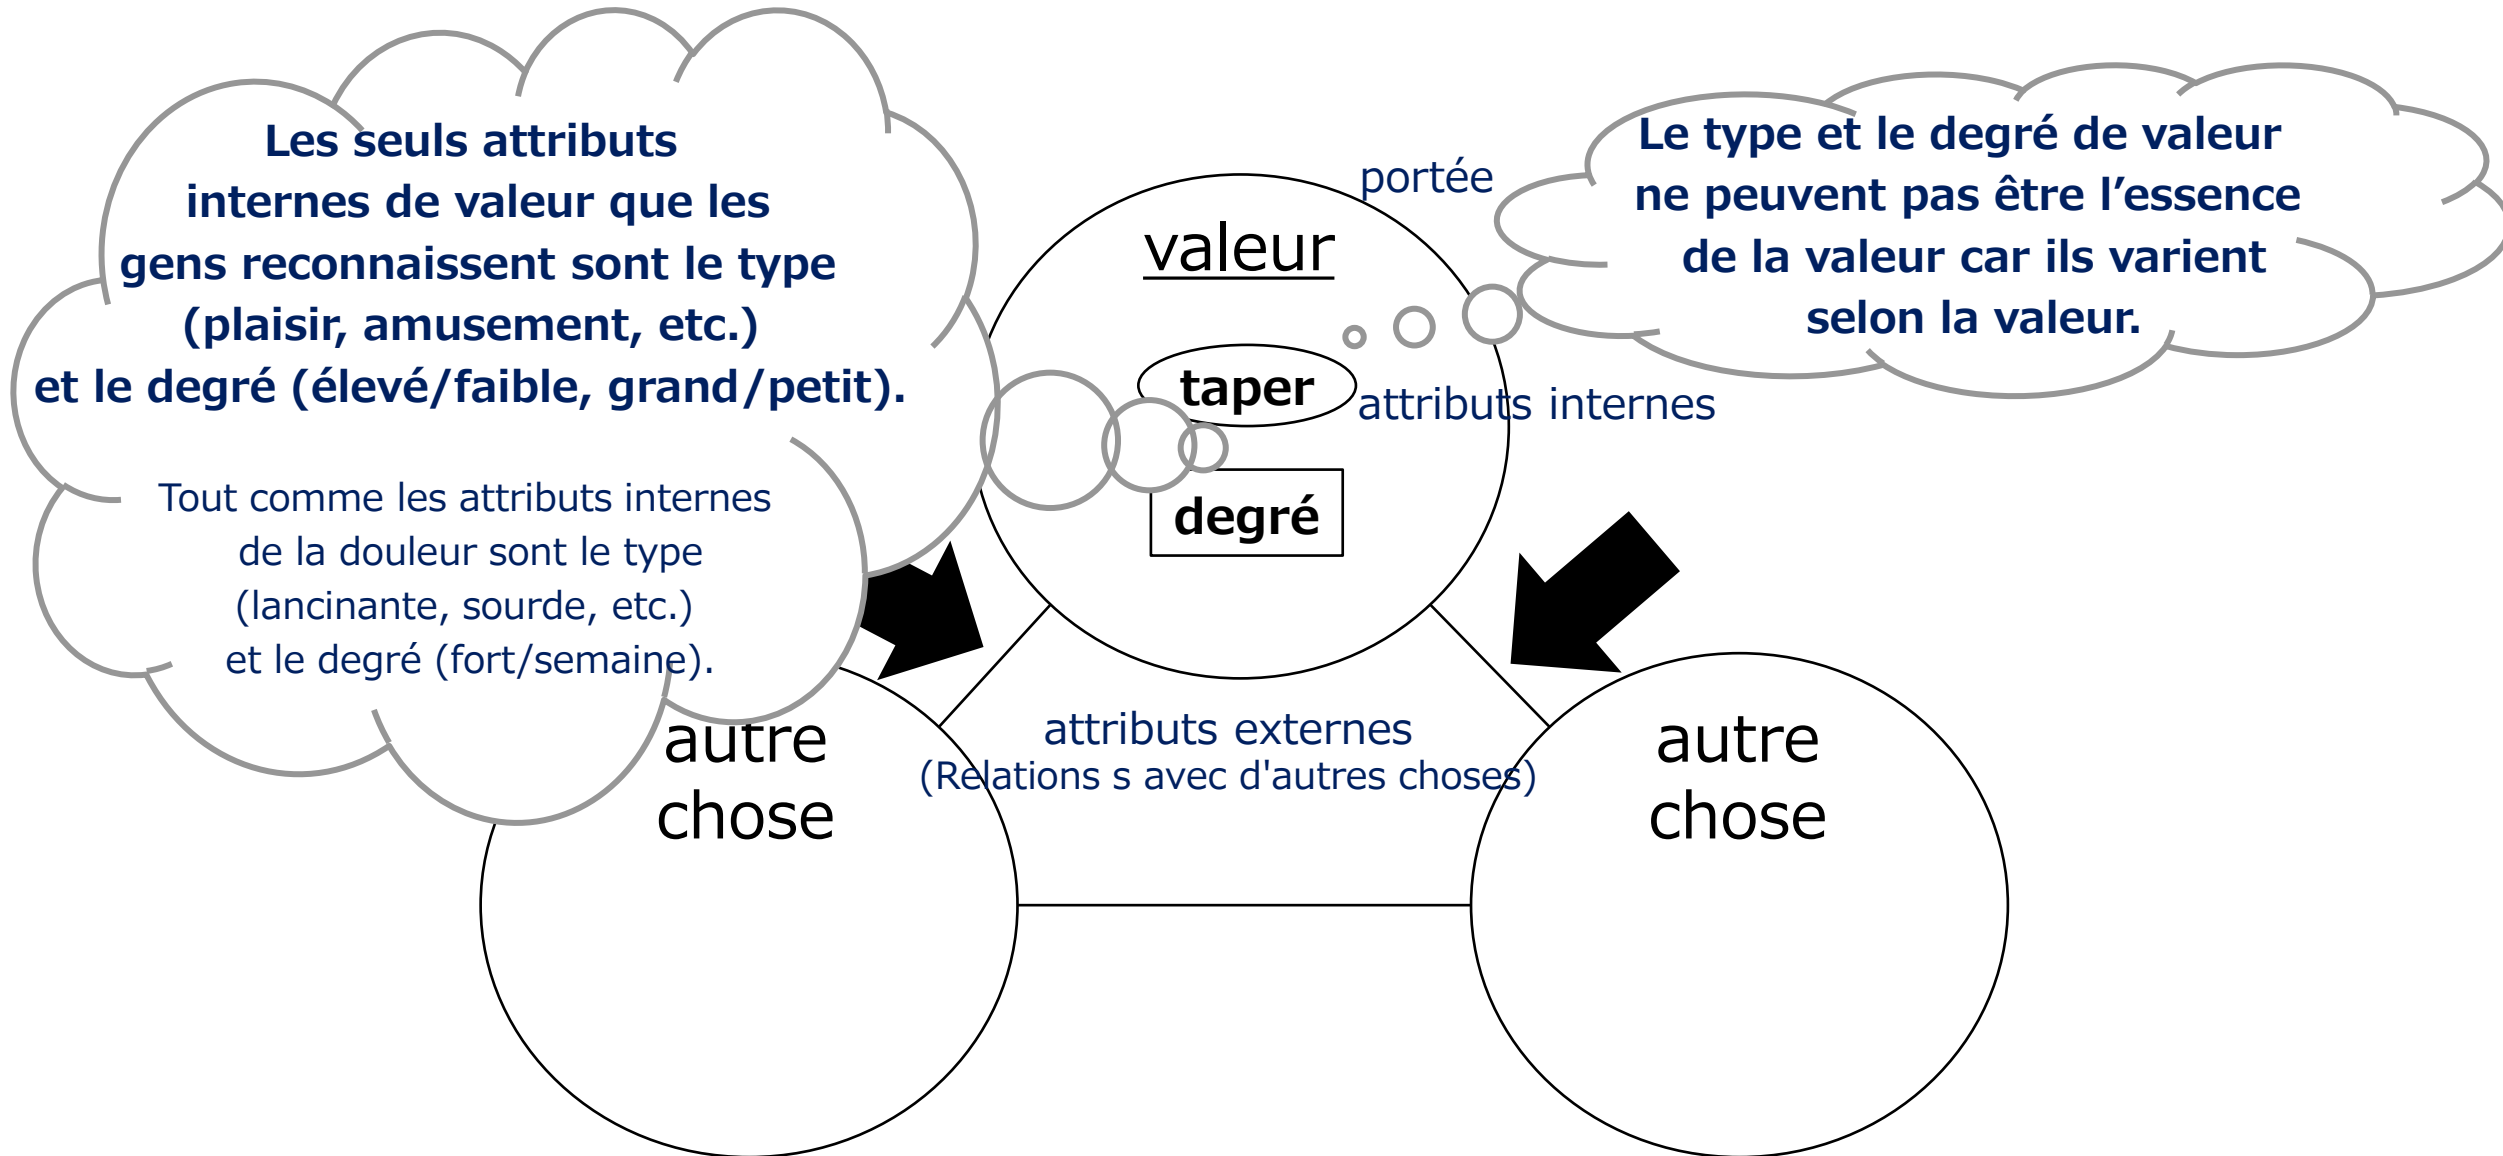 Les seuls attributs
internes de valeur que les
gens reconnaissent sont le type
(plaisir, amusement, etc.)
et le degré (élevé/faible, grand/petit).
Tout comme les attributs internes
de la douleur sont le type
(lancinante, sourde, etc.)
et le degré (fort/semaine).
portée
valeur
taper
attributs internes
degré
Le type et le degré de valeur
ne peuvent pas être l’essence
de la valeur car ils varient
selon la valeur.
attributs externes
(Relations s avec d'autres choses)
autre
chose
autre
chose